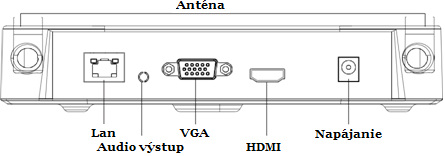 Anténa
Lan
Audio výstup
VGA
HDMI
Napájanie